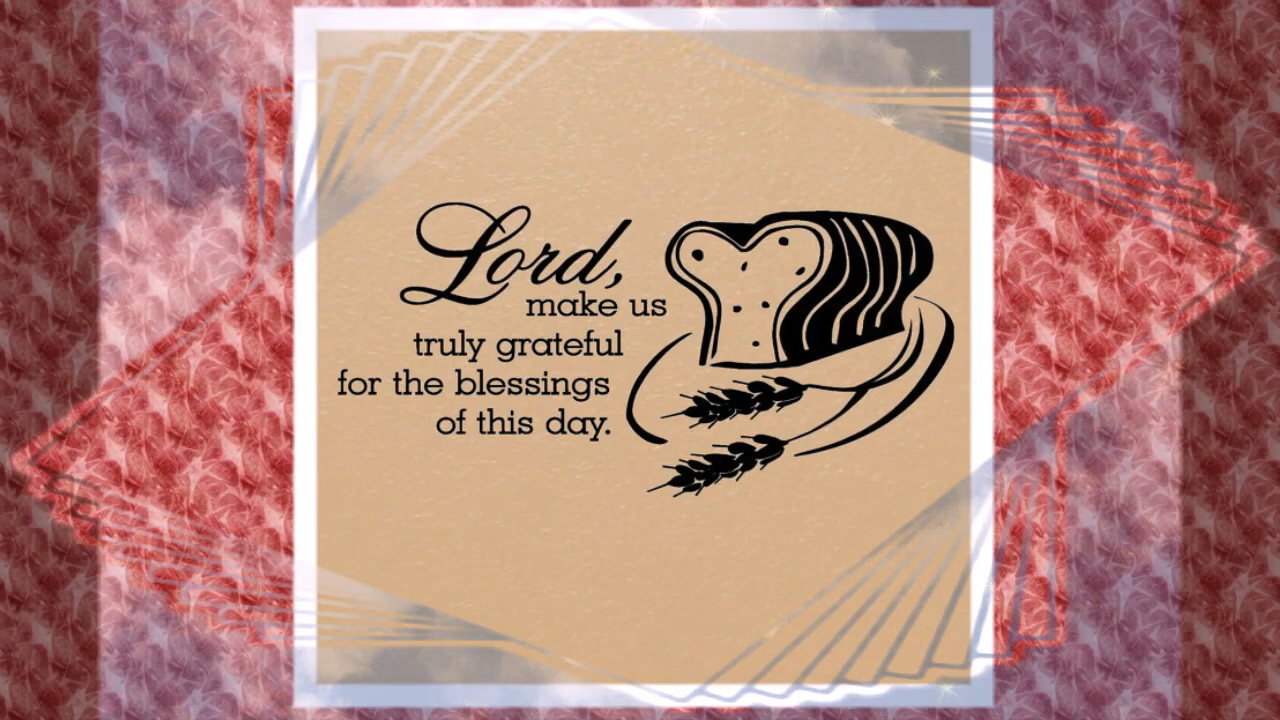 Lord,
make us
truly grateful
for the blessings
of this day.